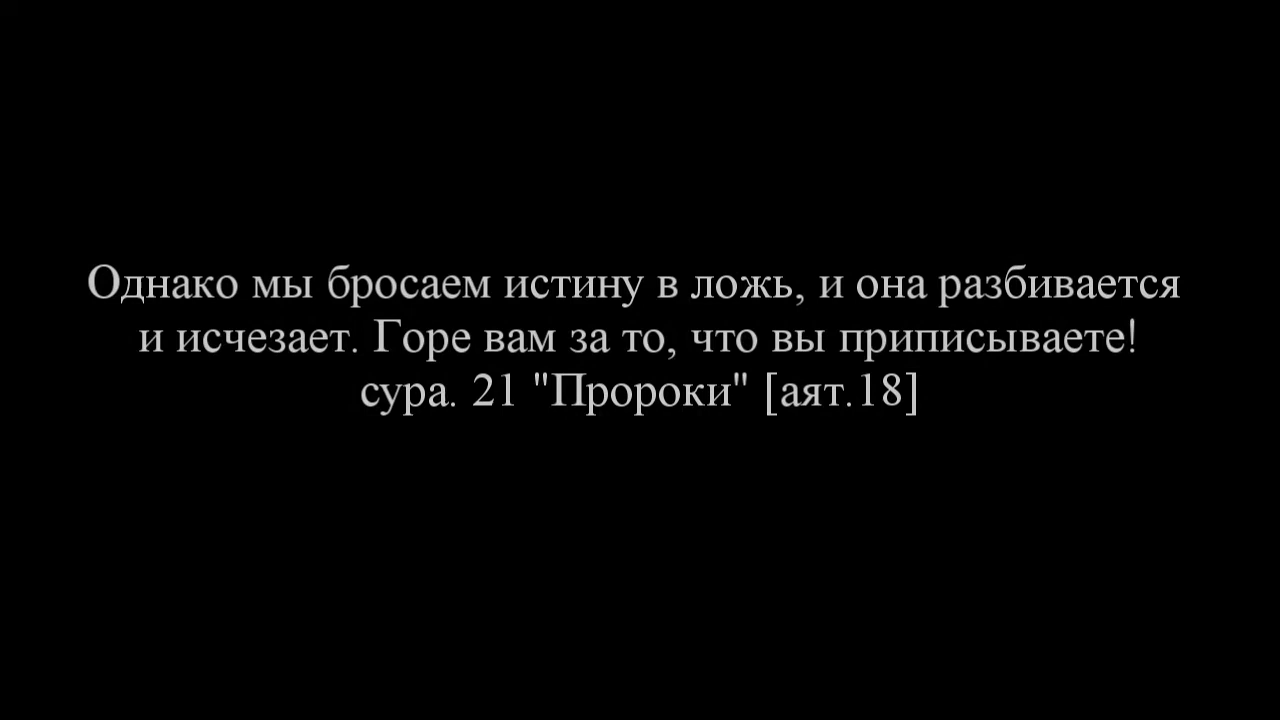 Однако мы бросаем истину в ложь, и она разбивается
и исчезает. Горе вам за то, что вы приписываете!
сура. 21 "Пророки" [аят.18]